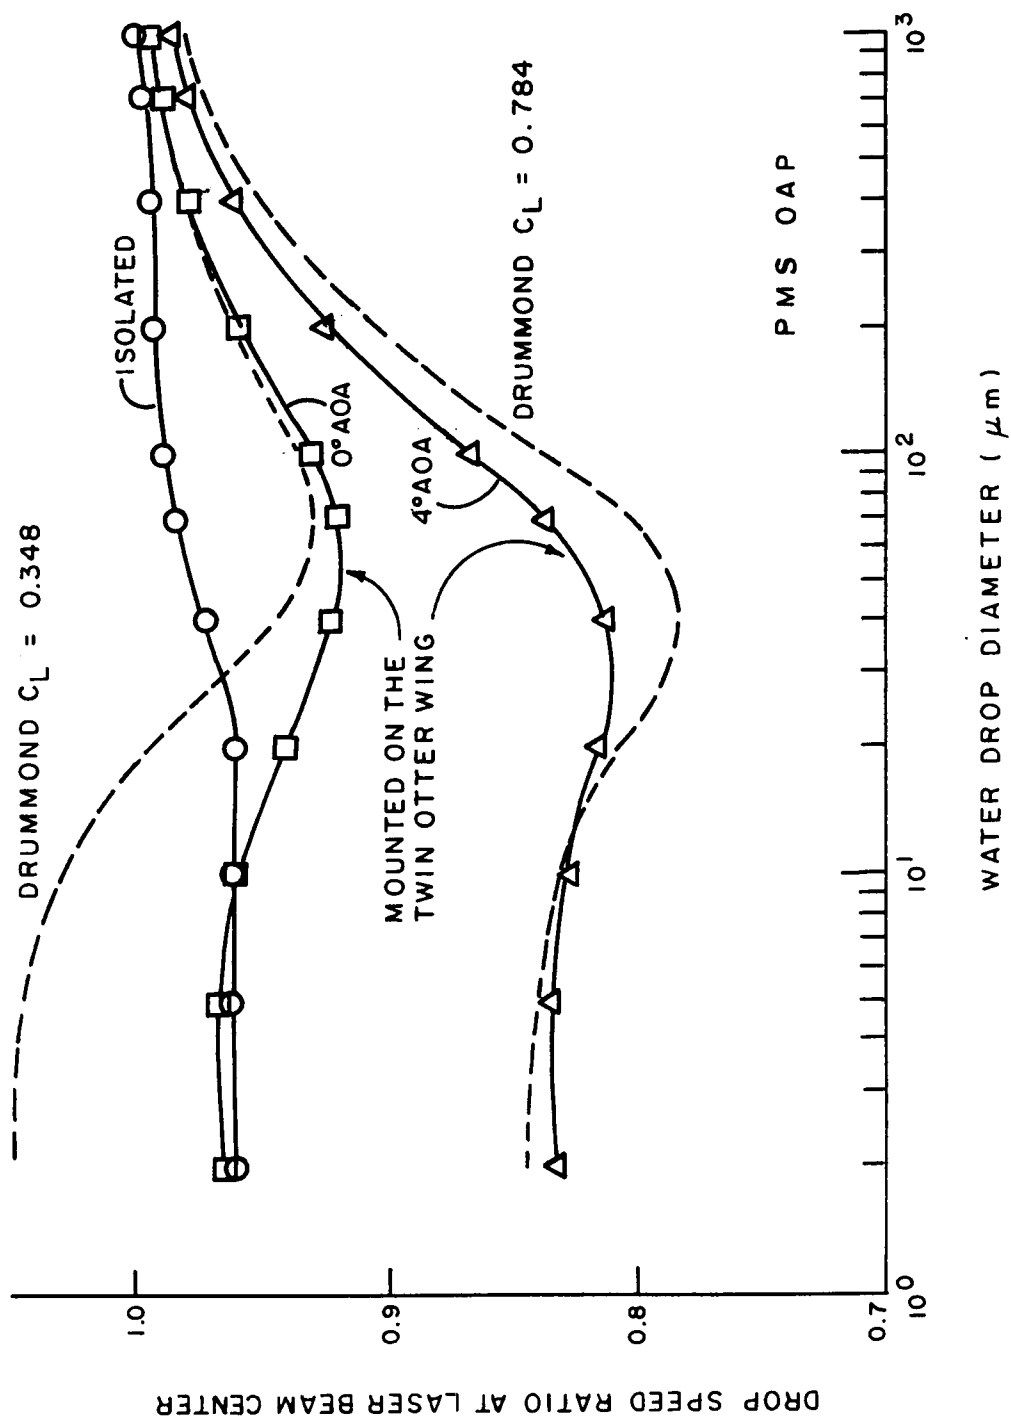 DRUMMOND C_L = 0.348
ISOLATED
0° AOA
4° AOA
MOUNTED ON THE
TWIN OTTER WING
DRUMMOND C_L = 0.784
PMS OAP
DROP SPEED RATIO AT LASER BEAM CENTER
1.0
0.9
0.8
0.7
10⁰
10¹
10²
10³
WATER DROP DIAMETER ( μm )